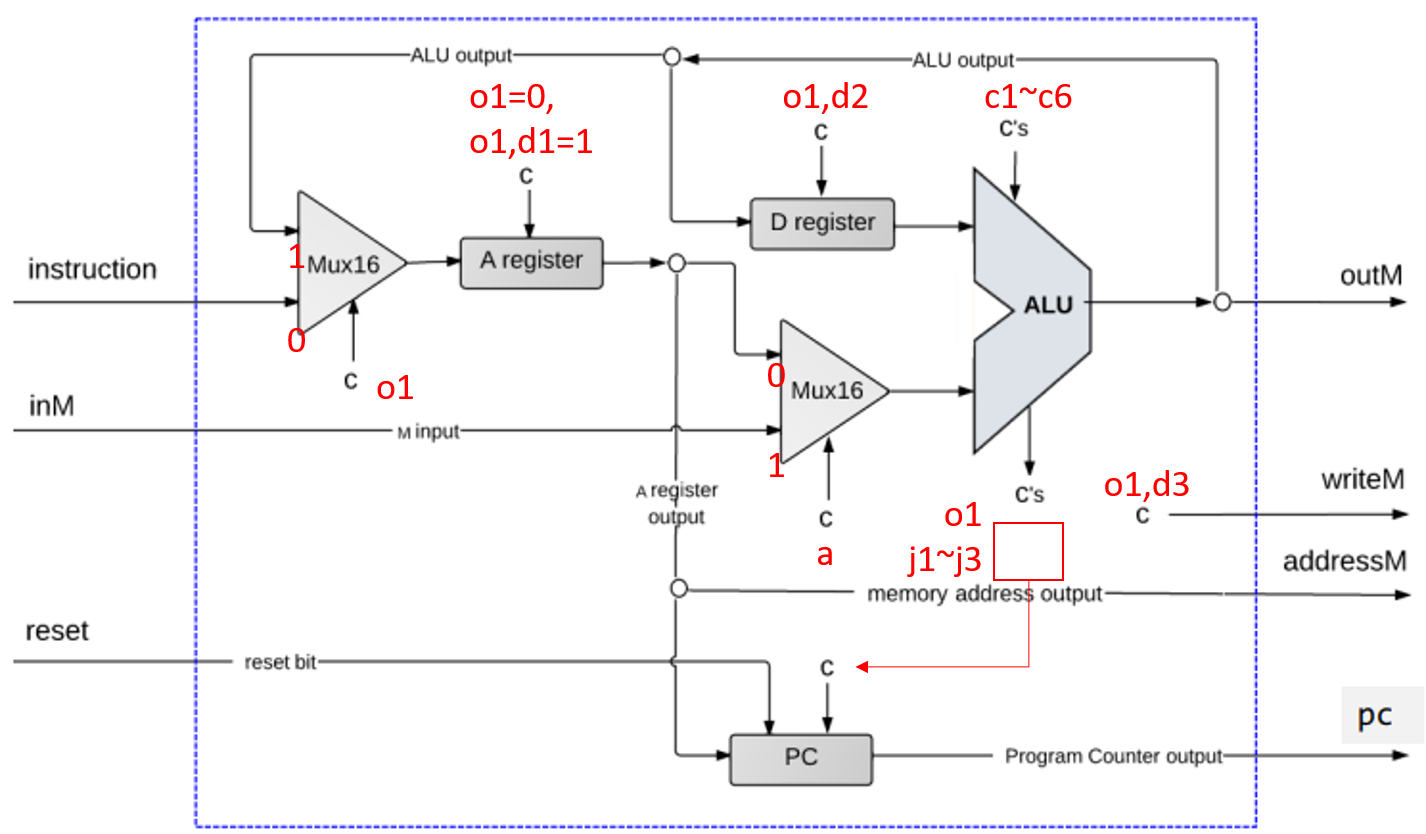 ALU output
ALU output
o1=0,
o1,d1=1
c
o1,d2
c
c1~c6
c's
D register
instruction
1
Mux16
0
A register
c
o1
ALU
outM
inM
M input
0
Mux16
1
c
a
A register
output
c's
o1
j1~j3
o1,d3
c
writeM
addressM
memory address output
reset
reset bit
c
PC
Program Counter output
pc